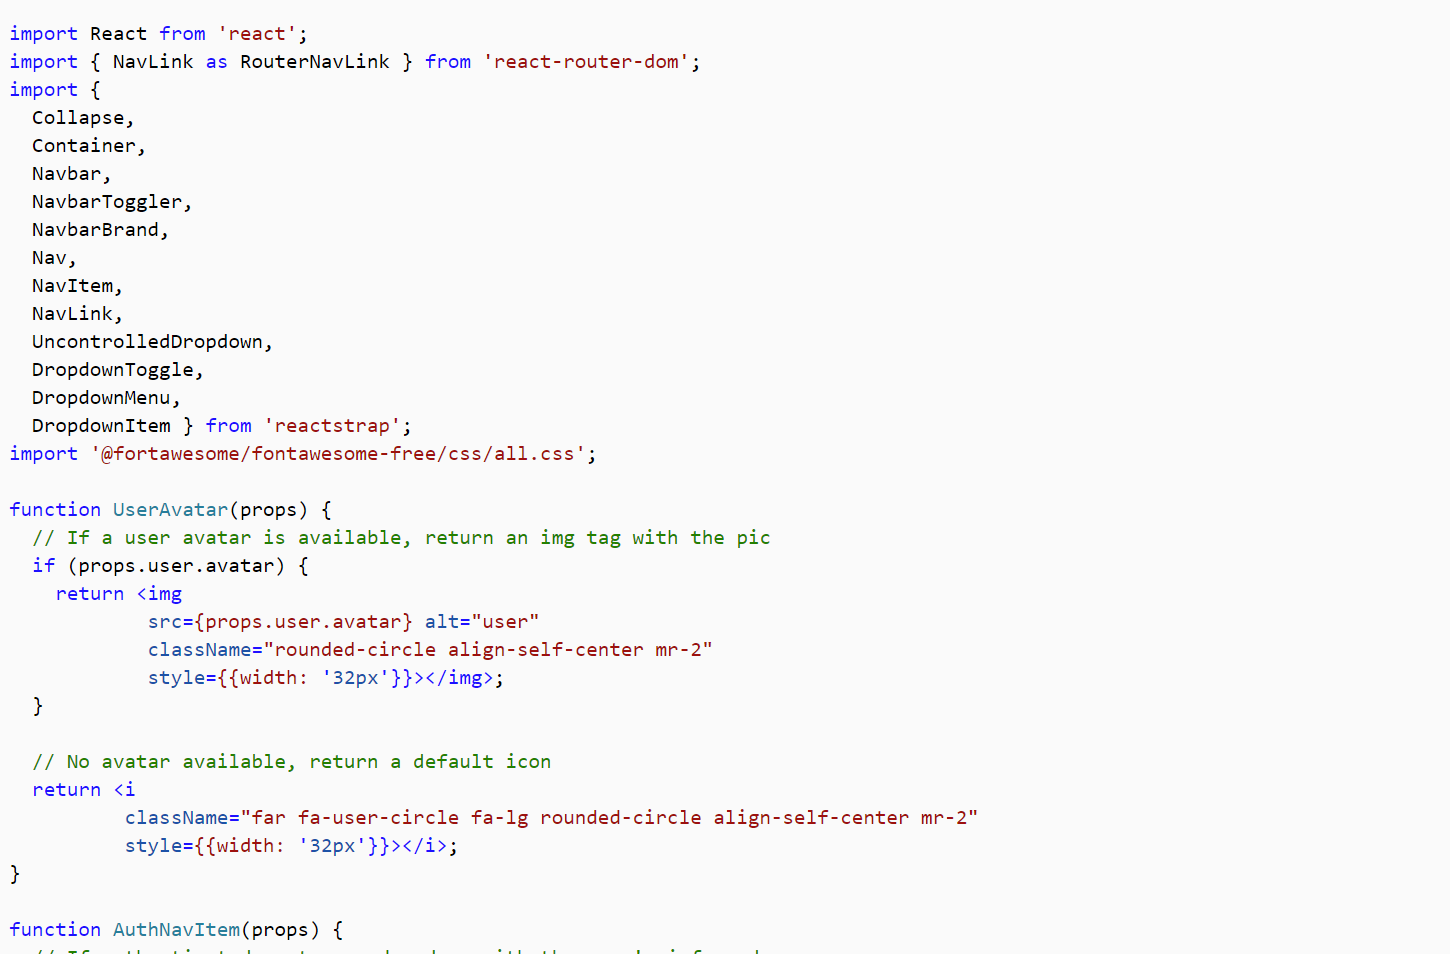 import React from 'react';
import { NavLink as RouterNavLink } from 'react-router-dom';
import {
  Collapse,
  Container,
  Navbar,
  NavbarToggler,
  NavbarBrand,
  Nav,
  NavItem,
  NavLink,
  UncontrolledDropdown,
  DropdownToggle,
  DropdownMenu,
  DropdownItem } from 'reactstrap';
import '@fortawesome/fontawesome-free/css/all.css';

function UserAvatar(props) {
  // If a user avatar is available, return an img tag with the pic
  if (props.user.avatar) {
    return <img
            src={props.user.avatar} alt="user"
            className="rounded-circle align-self-center mr-2"
            style={{width: '32px'}}></img>;
  }

  // No avatar available, return a default icon
  return <i
          className="far fa-user-circle fa-lg rounded-circle align-self-center mr-2"
          style={{width: '32px'}}></i>;
}

function AuthNavItem(props) {